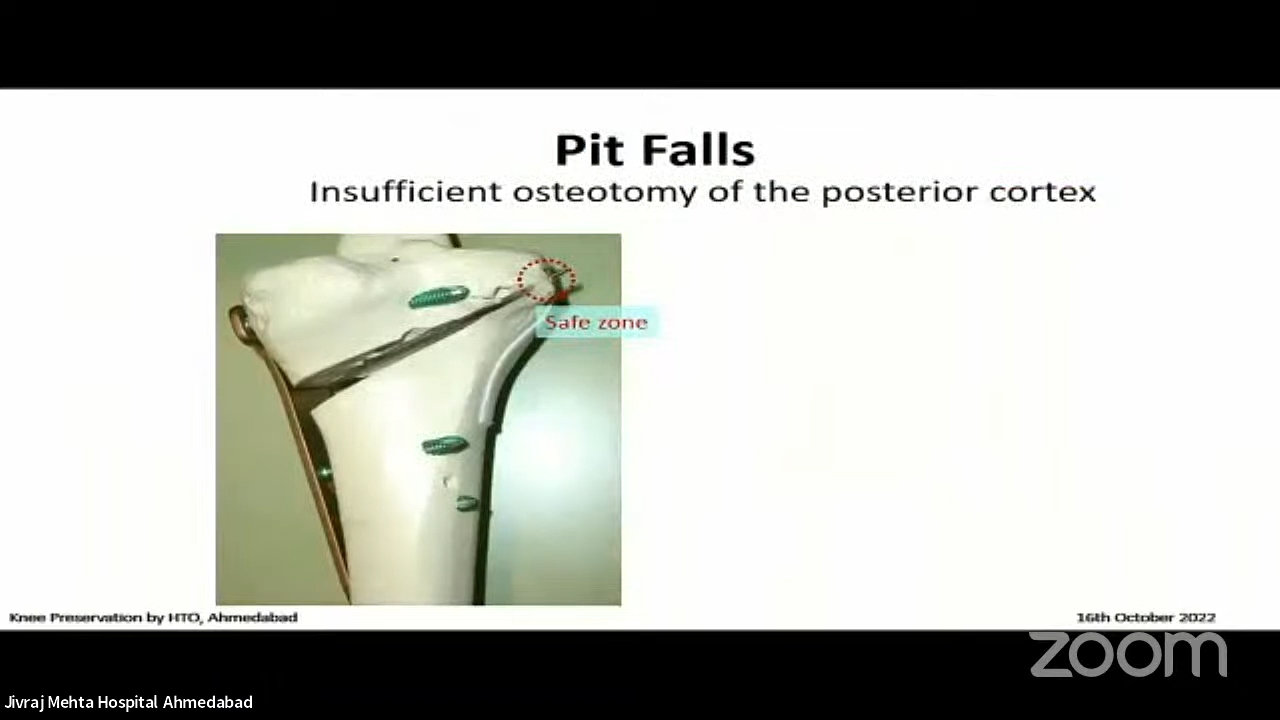 Pit Falls
Insufficient osteotomy of the posterior cortex
Safe zone
Knee Preservation by HTO, Ahmedabad
16th October 2022
zoom
Jivraj Mehta Hospital Ahmedabad